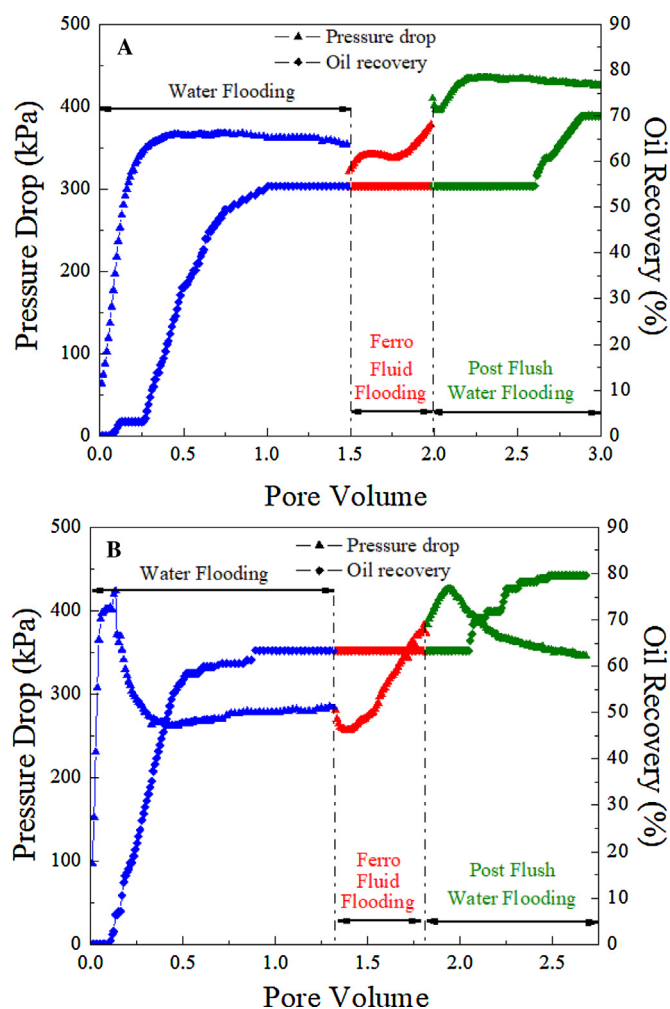 A
Pressure drop
Oil recovery
Water Flooding
Ferro
Fluid
Flooding
Post Flush
Water Flooding
500
400
300
200
100
0
90
80
70
60
50
40
30
20
10
0
0.0 0.5 1.0 1.5 2.0 2.5 3.0
Pressure Drop (kPa)
Oil Recovery (%)
Pore Volume
B
Pressure drop
Oil recovery
Water Flooding
Ferro
Fluid
Flooding
Post Flush
Water Flooding
500
400
300
200
100
0
90
80
70
60
50
40
30
20
10
0
0.0 0.5 1.0 1.5 2.0 2.5
Pressure Drop (kPa)
Oil Recovery (%)
Pore Volume